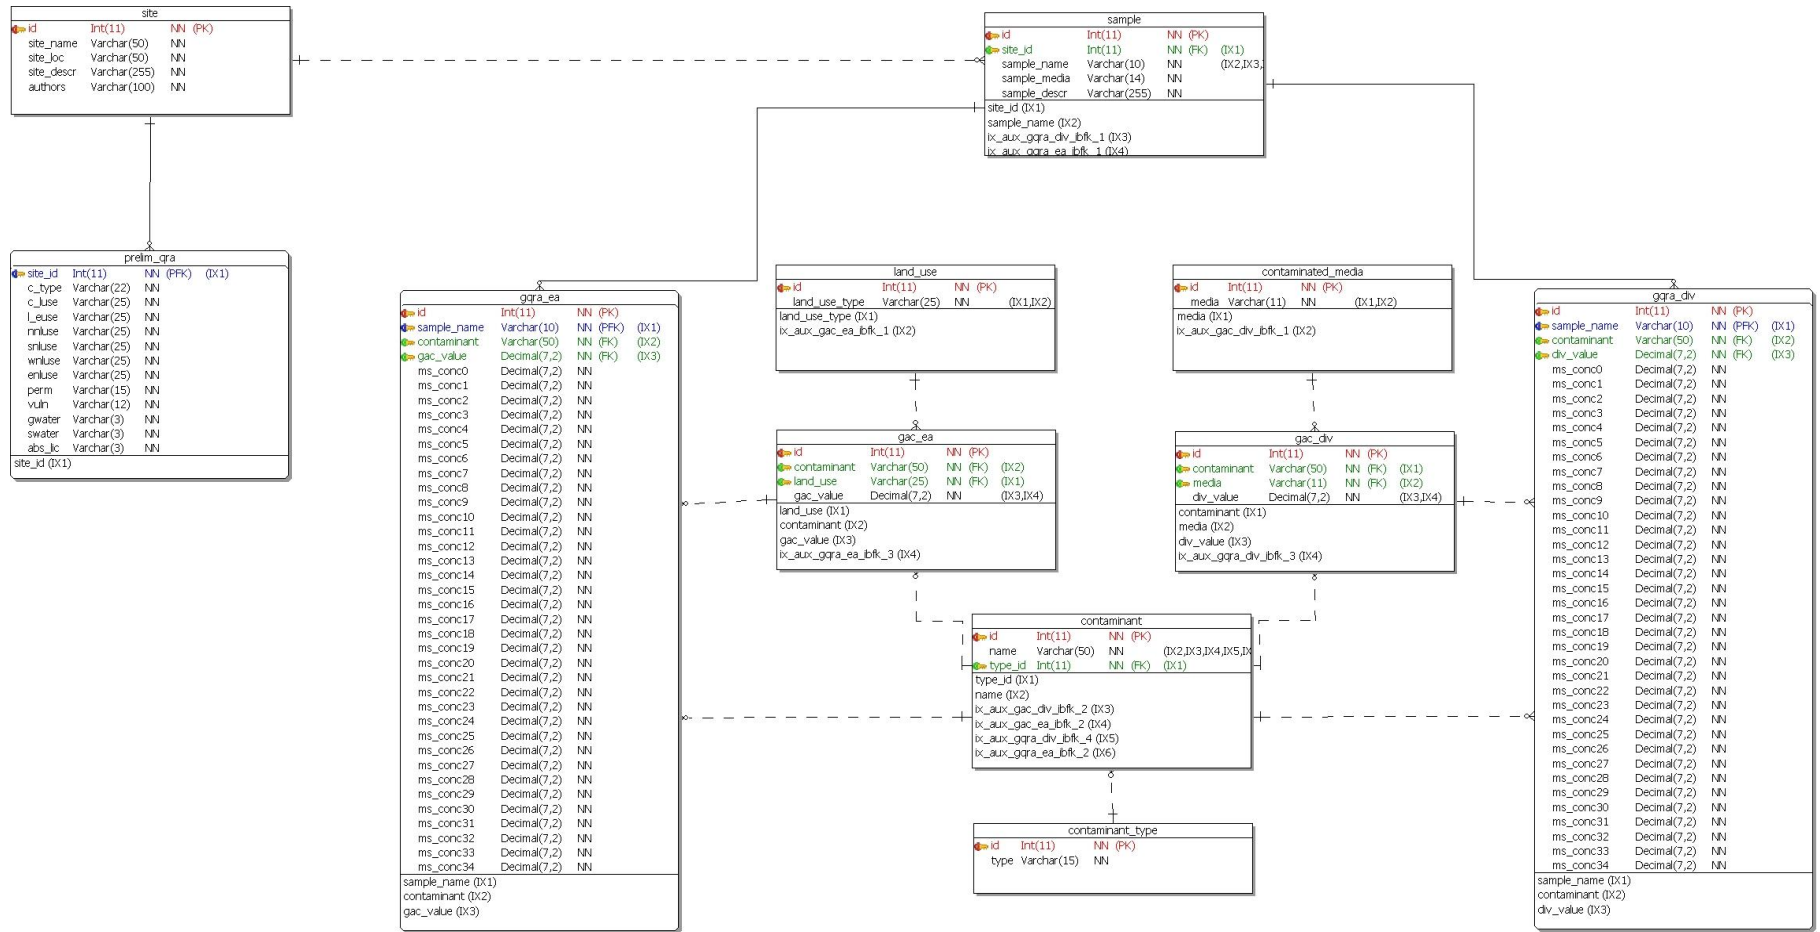 site
id Int(11) NN (PK)
site_name Varchar(50) NN
site_loc Varchar(50) NN
site_descr Varchar(255) NN
authors Varchar(100) NN
sample
id Int(11) NN (PK)
site_id Int(11) NN (FK) (IX1)
sample_name Varchar(10) NN (IX2,IX3,
sample_media Varchar(14) NN
sample_descr Varchar(255) NN
site_id (IX1)
sample_name (IX2)
ix_aux_gqra_div_ibfk_1 (IX3)
ix_aux_gqra_ea_ibfk_1 (IX4)
prelim_qra
site_id Int(11) NN (PFK) (IX1)
c_type Varchar(22) NN
c_luse Varchar(25) NN
l_euse Varchar(25) NN
nnluse Varchar(25) NN
snluse Varchar(25) NN
wnluse Varchar(25) NN
enluse Varchar(25) NN
perm Varchar(15) NN
vuln Varchar(12) NN
gwater Varchar(3) NN
swater Varchar(3) NN
abs_lic Varchar(3) NN
site_id (IX1)
gqra_ea
id Int(11) NN (PK)
sample_name Varchar(10) NN (PFK) (IX1)
contaminant Varchar(50) NN (FK) (IX2)
gac_value Decimal(7,2) NN (FK) (IX3)
ms_conc0 Decimal(7,2) NN
ms_conc1 Decimal(7,2) NN
ms_conc2 Decimal(7,2) NN
ms_conc3 Decimal(7,2) NN
ms_conc4 Decimal(7,2) NN
ms_conc5 Decimal(7,2) NN
ms_conc6 Decimal(7,2) NN
ms_conc7 Decimal(7,2) NN
ms_conc8 Decimal(7,2) NN
ms_conc9 Decimal(7,2) NN
ms_conc10 Decimal(7,2) NN
ms_conc11 Decimal(7,2) NN
ms_conc12 Decimal(7,2) NN
ms_conc13 Decimal(7,2) NN
ms_conc14 Decimal(7,2) NN
ms_conc15 Decimal(7,2) NN
ms_conc16 Decimal(7,2) NN
ms_conc17 Decimal(7,2) NN
ms_conc18 Decimal(7,2) NN
ms_conc19 Decimal(7,2) NN
ms_conc20 Decimal(7,2) NN
ms_conc21 Decimal(7,2) NN
ms_conc22 Decimal(7,2) NN
ms_conc23 Decimal(7,2) NN
ms_conc24 Decimal(7,2) NN
ms_conc25 Decimal(7,2) NN
ms_conc26 Decimal(7,2) NN
ms_conc27 Decimal(7,2) NN
ms_conc28 Decimal(7,2) NN
ms_conc29 Decimal(7,2) NN
ms_conc30 Decimal(7,2) NN
ms_conc31 Decimal(7,2) NN
ms_conc32 Decimal(7,2) NN
ms_conc33 Decimal(7,2) NN
ms_conc34 Decimal(7,2) NN
sample_name (IX1)
contaminant (IX2)
gac_value (IX3)
land_use
id Int(11) NN (PK)
land_use_type Varchar(25) NN (IX1,IX2)
land_use_type (IX1)
ix_aux_gac_ea_ibfk_1 (IX2)
contaminated_media
id Int(11) NN (PK)
media Varchar(11) NN (IX1,IX2)
media (IX1)
ix_aux_gac_div_ibfk_1 (IX2)
gac_ea
id Int(11) NN (PK)
contaminant Varchar(50) NN (FK) (IX2)
land_use Varchar(25) NN (FK) (IX1)
gac_value Decimal(7,2) NN (IX3,IX4)
land_use (IX1)
contaminant (IX2)
gac_value (IX3)
ix_aux_gqra_ea_ibfk_3 (IX4)
gac_div
id Int(11) NN (PK)
contaminant Varchar(50) NN (FK) (IX1)
media Varchar(11) NN (FK) (IX2)
div_value Decimal(7,2) NN (IX3,IX4)
contaminant (IX1)
media (IX2)
div_value (IX3)
ix_aux_gqra_div_ibfk_3 (IX4)
contaminant
id Int(11) NN (PK)
name Varchar(50) NN (IX2,IX3,IX4,IX5,IX
type_id Int(11) NN (FK) (IX1)
type_id (IX1)
name (IX2)
ix_aux_gac_div_ibfk_2 (IX3)
ix_aux_gac_ea_ibfk_2 (IX4)
ix_aux_gqra_div_ibfk_4 (IX5)
ix_aux_gqra_ea_ibfk_2 (IX6)
contaminant_type
id Int(11) NN (PK)
type Varchar(15) NN
gqra_div
id Int(11) NN (PK)
sample_name Varchar(10) NN (PFK) (IX1)
contaminant Varchar(50) NN (FK) (IX2)
div_value Decimal(7,2) NN (FK) (IX3)
ms_conc0 Decimal(7,2) NN
ms_conc1 Decimal(7,2) NN
ms_conc2 Decimal(7,2) NN
ms_conc3 Decimal(7,2) NN
ms_conc4 Decimal(7,2) NN
ms_conc5 Decimal(7,2) NN
ms_conc6 Decimal(7,2) NN
ms_conc7 Decimal(7,2) NN
ms_conc8 Decimal(7,2) NN
ms_conc9 Decimal(7,2) NN
ms_conc10 Decimal(7,2) NN
ms_conc11 Decimal(7,2) NN
ms_conc12 Decimal(7,2) NN
ms_conc13 Decimal(7,2) NN
ms_conc14 Decimal(7,2) NN
ms_conc15 Decimal(7,2) NN
ms_conc16 Decimal(7,2) NN
ms_conc17 Decimal(7,2) NN
ms_conc18 Decimal(7,2) NN
ms_conc19 Decimal(7,2) NN
ms_conc20 Decimal(7,2) NN
ms_conc21 Decimal(7,2) NN
ms_conc22 Decimal(7,2) NN
ms_conc23 Decimal(7,2) NN
ms_conc24 Decimal(7,2) NN
ms_conc25 Decimal(7,2) NN
ms_conc26 Decimal(7,2) NN
ms_conc27 Decimal(7,2) NN
ms_conc28 Decimal(7,2) NN
ms_conc29 Decimal(7,2) NN
ms_conc30 Decimal(7,2) NN
ms_conc31 Decimal(7,2) NN
ms_conc32 Decimal(7,2) NN
ms_conc33 Decimal(7,2) NN
ms_conc34 Decimal(7,2) NN
sample_name (IX1)
contaminant (IX2)
div_value (IX3)